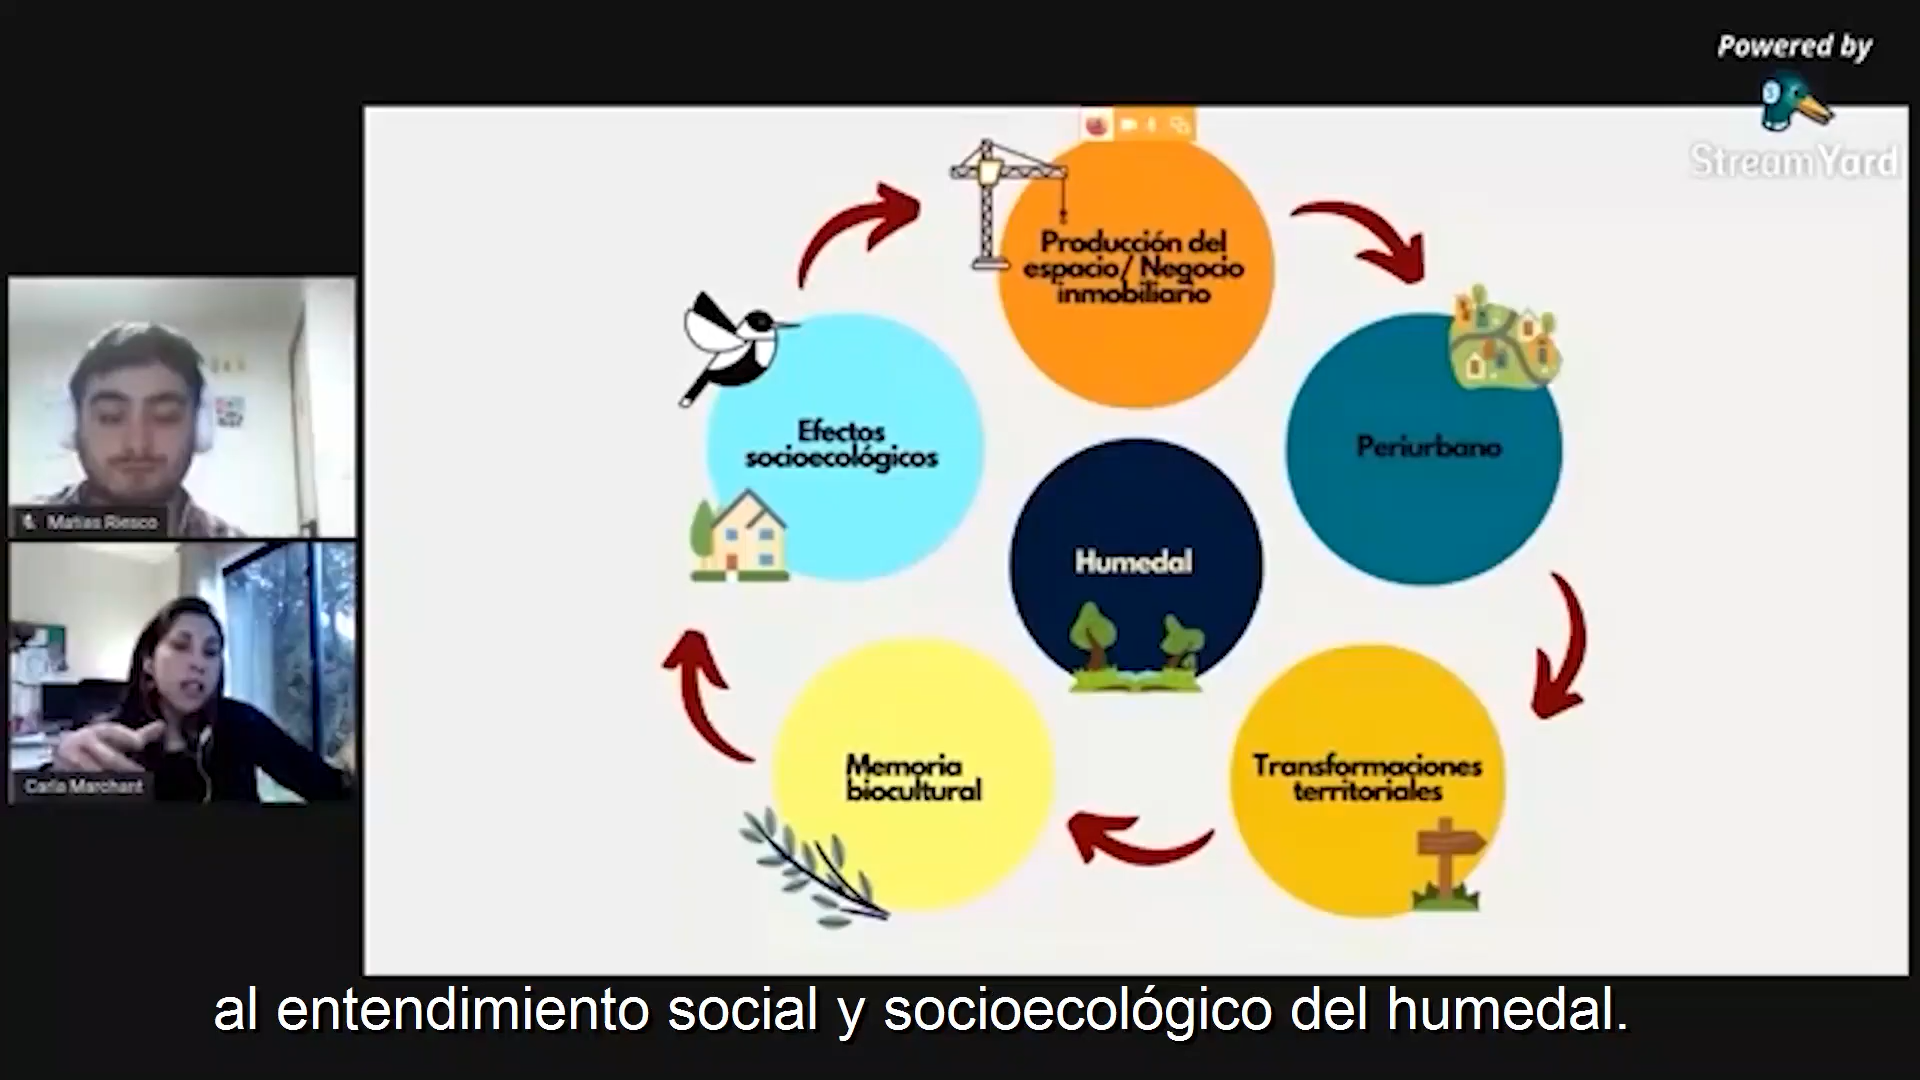 Powered by
StreamYard
Producción del
espacio/ Negocio
inmobiliario
Efectos
socioecológicos
Periurbano
Humedal
Memoria
biocultural
Transformaciones
territoriales
Matias Riesco
Carla Marchant
al entendimiento social y socioecológico del humedal.